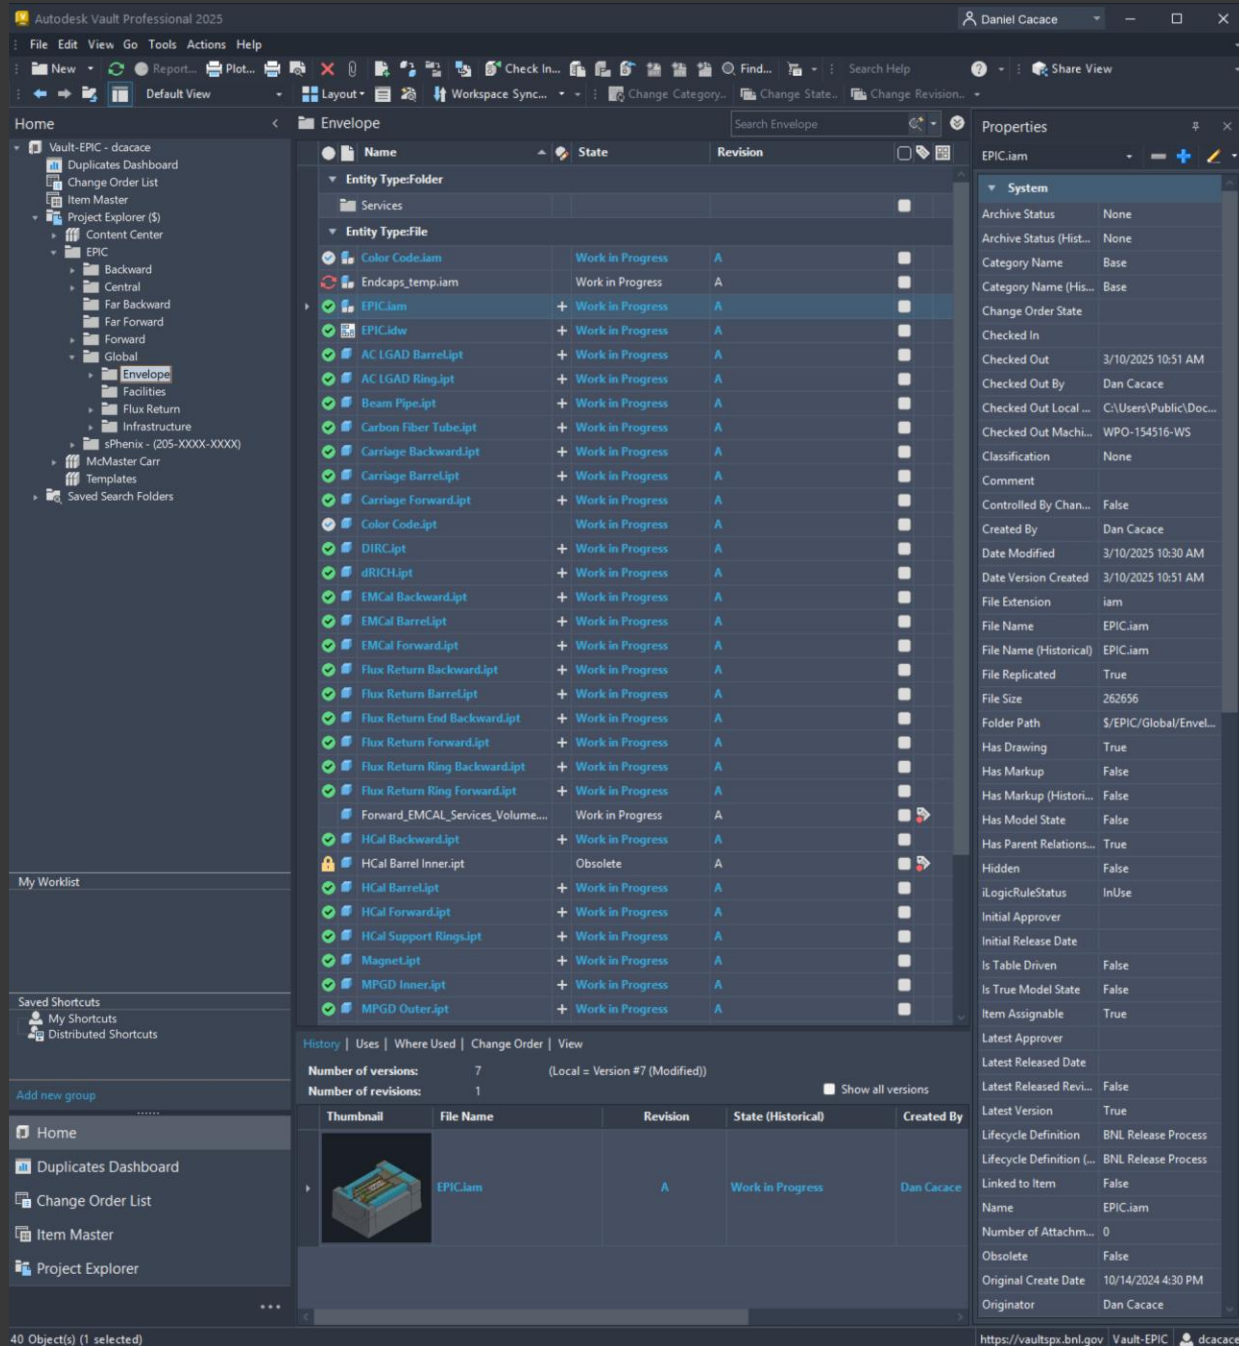 Autodesk Vault Professional 2025
Daniel Cacace
File Edit View Go Tools Actions Help
New Report... Plot... Check In... Find... Search Help Share View
Default View Layout Workspace Sync... Change Category.. Change State.. Change Revision..
Home
Vault-EPIC - dcacace
Duplicates Dashboard
Change Order List
Item Master
Project Explorer ($)
Content Center
EPIC
Backward
Central
Far Backward
Far Forward
Forward
Global
Envelope
Facilities
Flux Return
Infrastructure
sPhenix - (205-XXXX-XXXX)
McMaster Carr
Templates
Saved Search Folders
My Worklist
Saved Shortcuts
My Shortcuts
Distributed Shortcuts
Add new group
Home
Duplicates Dashboard
Change Order List
Item Master
Project Explorer
Envelope
Search Envelope
Name State Revision
Entity Type:Folder
Services
Entity Type:File
Color Code.iam Work in Progress A
Endcaps_temp.iam Work in Progress A
EPIC.iam + Work in Progress A
EPIC.idw + Work in Progress A
AC LGAD Barrel.ipt + Work in Progress A
AC LGAD Ring.ipt + Work in Progress A
Beam Pipe.ipt + Work in Progress A
Carbon Fiber Tube.ipt + Work in Progress A
Carriage Backward.ipt + Work in Progress A
Carriage Barrel.ipt + Work in Progress A
Carriage Forward.ipt + Work in Progress A
Color Code.ipt Work in Progress A
DIRC.ipt + Work in Progress A
dRICH.ipt + Work in Progress A
EMCal Backward.ipt + Work in Progress A
EMCal Barrel.ipt + Work in Progress A
EMCal Forward.ipt + Work in Progress A
Flux Return Backward.ipt + Work in Progress A
Flux Return Barrel.ipt + Work in Progress A
Flux Return End Backward.ipt + Work in Progress A
Flux Return Forward.ipt + Work in Progress A
Flux Return Ring Backward.ipt + Work in Progress A
Flux Return Ring Forward.ipt + Work in Progress A
Forward_EMCAL_Services_Volume.... Work in Progress A
HCal Backward.ipt + Work in Progress A
HCal Barrel Inner.ipt Obsolete A
HCal Barrel.ipt + Work in Progress A
HCal Forward.ipt + Work in Progress A
HCal Support Rings.ipt + Work in Progress A
Magnet.ipt + Work in Progress A
MPGD Inner.ipt + Work in Progress A
MPGD Outer.ipt + Work in Progress A
History | Uses | Where Used | Change Order | View
Number of versions: 7 (Local = Version #7 (Modified))
Number of revisions: 1
Show all versions
Thumbnail File Name Revision State (Historical) Created By
EPIC.iam A Work in Progress Dan Cacace
Properties
EPIC.iam
System
Archive Status None
Archive Status (Hist... None
Category Name Base
Category Name (His... Base
Change Order State
Checked In
Checked Out 3/10/2025 10:51 AM
Checked Out By Dan Cacace
Checked Out Local ... C:\Users\Public\Doc...
Checked Out Machi... WPO-154516-WS
Classification None
Comment
Controlled By Chan... False
Created By Dan Cacace
Date Modified 3/10/2025 10:30 AM
Date Version Created 3/10/2025 10:51 AM
File Extension iam
File Name EPIC.iam
File Name (Historical) EPIC.iam
File Replicated True
File Size 262656
Folder Path $/EPIC/Global/Envel...
Has Drawing True
Has Markup False
Has Markup (Histori... False
Has Model State False
Has Parent Relations... True
Hidden False
iLogicRuleStatus InUse
Initial Approver
Initial Release Date
Is Table Driven False
Is True Model State False
Item Assignable True
Latest Approver
Latest Released Date
Latest Released Revi... False
Latest Version True
Lifecycle Definition BNL Release Process
Lifecycle Definition (... BNL Release Process
Linked to Item False
Name EPIC.iam
Number of Attachm... 0
Obsolete False
Original Create Date 10/14/2024 4:30 PM
Originator Dan Cacace
40 Object(s) (1 selected)
https://vaultspx.bnl.gov Vault-EPIC dcacace